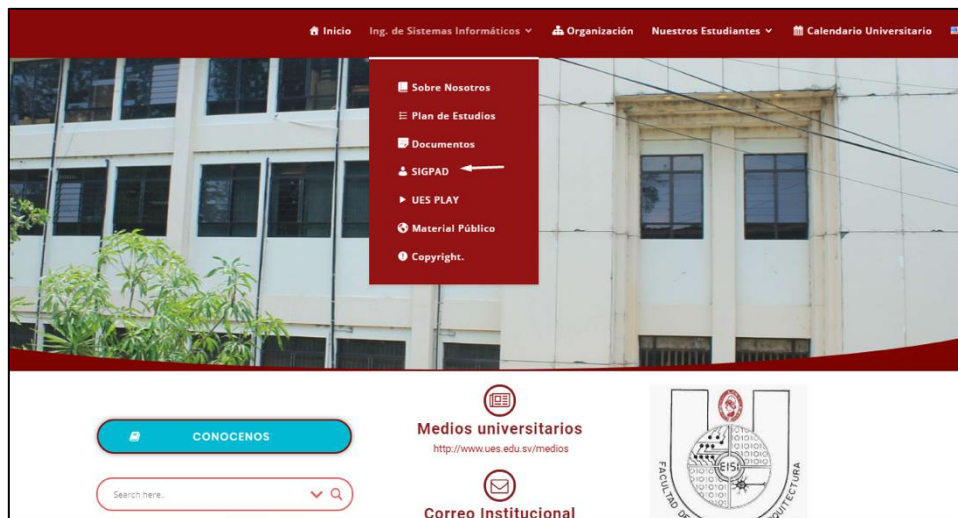 Inicio Ing. de Sistemas Informáticos Organización Nuestros Estudiantes Calendario Universitario
Sobre Nosotros
Plan de Estudios
Documentos
SIGPAD
UES PLAY
Material Público
Copyright.
CONOCENOS
Search here..
Medios universitarios
http://www.ues.edu.sv/medios
Correo Institucional
EISI
FACULTAD DE